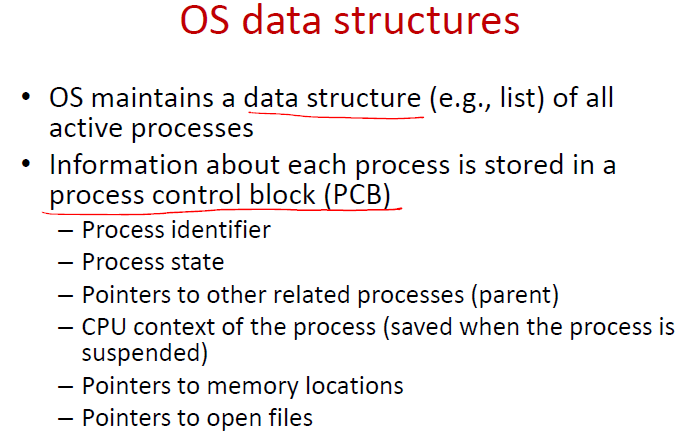 OS data structures
• OS maintains a data structure (e.g., list) of all
active processes
• Information about each process is stored in a
process control block (PCB)
– Process identifier
– Process state
– Pointers to other related processes (parent)
– CPU context of the process (saved when the process is
suspended)
– Pointers to memory locations
– Pointers to open files